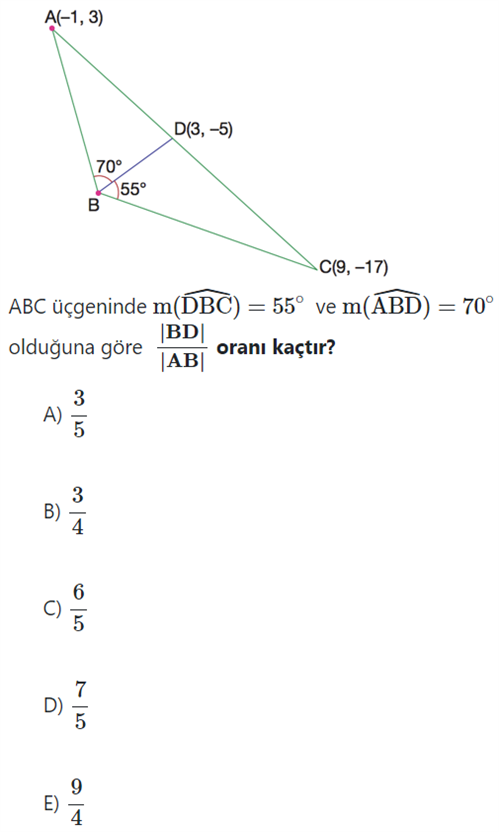 A(–1, 3)
D(3, –5)
70°
55°
B
C(9, –17)
ABC üçgeninde m(DBC) = 55° ve m(ABD) = 70°
olduğuna göre |BD| / |AB| oranı kaçtır?
A) 3/5
B) 3/4
C) 6/5
D) 7/5
E) 9/4